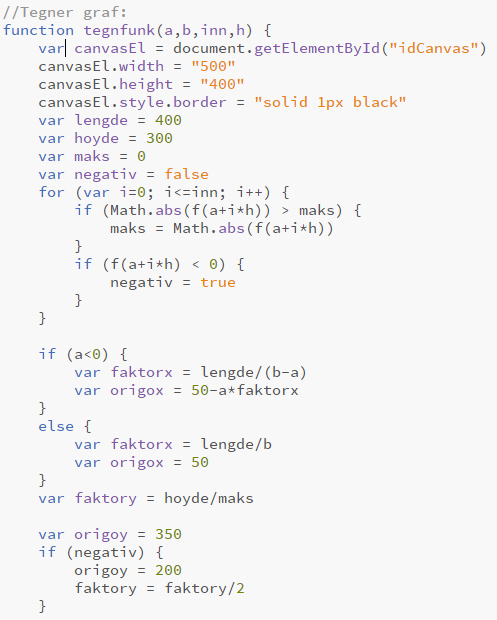 //Tegner graf:
function tegnfunk(a,b,inn,h) {
    var canvasEl = document.getElementById("idCanvas")
    canvasEl.width = "500"
    canvasEl.height = "400"
    canvasEl.style.border = "solid 1px black"
    var lengde = 400
    var hoyde = 300
    var maks = 0
    var negativ = false
    for (var i=0; i<=inn; i++) {
        if (Math.abs(f(a+i*h)) > maks) {
            maks = Math.abs(f(a+i*h))
        }
        if (f(a+i*h) < 0) {
            negativ = true
        }
    }

    if (a<0) {
        var faktorx = lengde/(b-a)
        var origox = 50-a*faktorx
    }
    else {
        var faktorx = lengde/b
        var origox = 50
    }
    var faktory = hoyde/maks

    var origoy = 350
    if (negativ) {
        origoy = 200
        faktory = faktory/2
    }